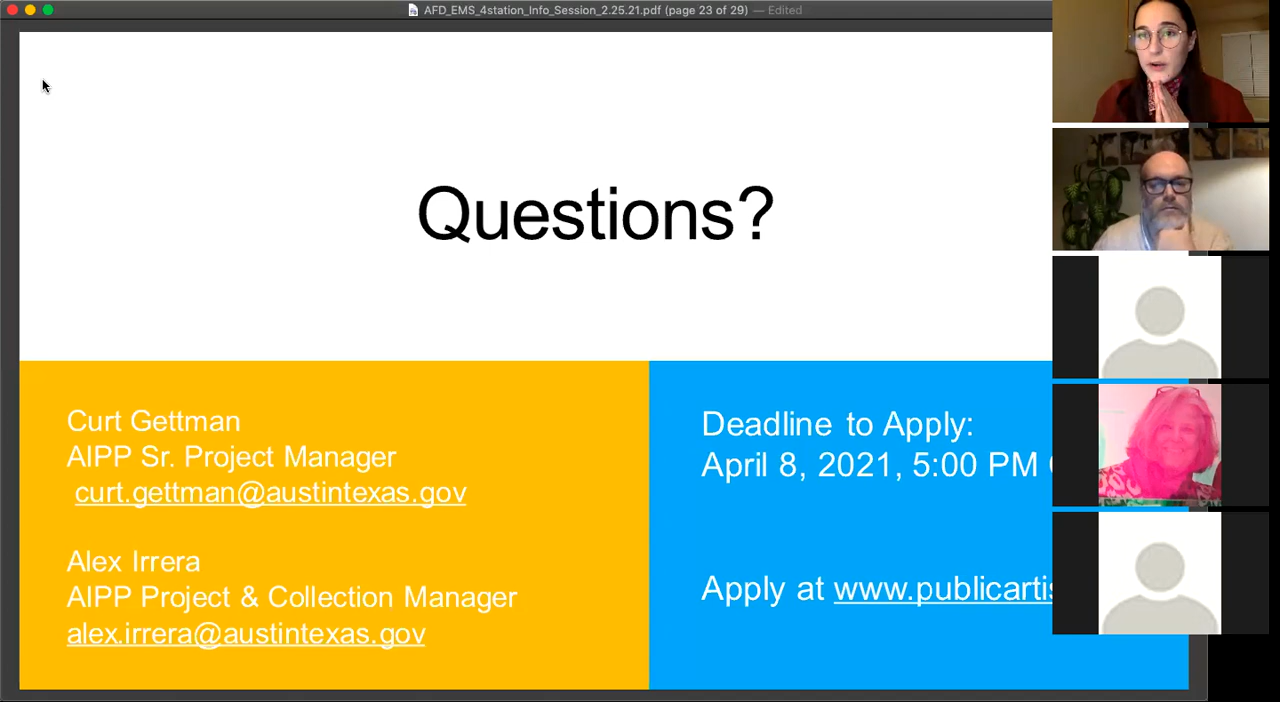 AFD_EMS_4station_Info_Session_2.25.21.pdf (page 23 of 29) — Edited
Questions?
Curt Gettman
AIPP Sr. Project Manager
curt.gettman@austintexas.gov
Alex Irrera
AIPP Project & Collection Manager
alex.irrera@austintexas.gov
Deadline to Apply:
April 8, 2021, 5:00 PM
Apply at